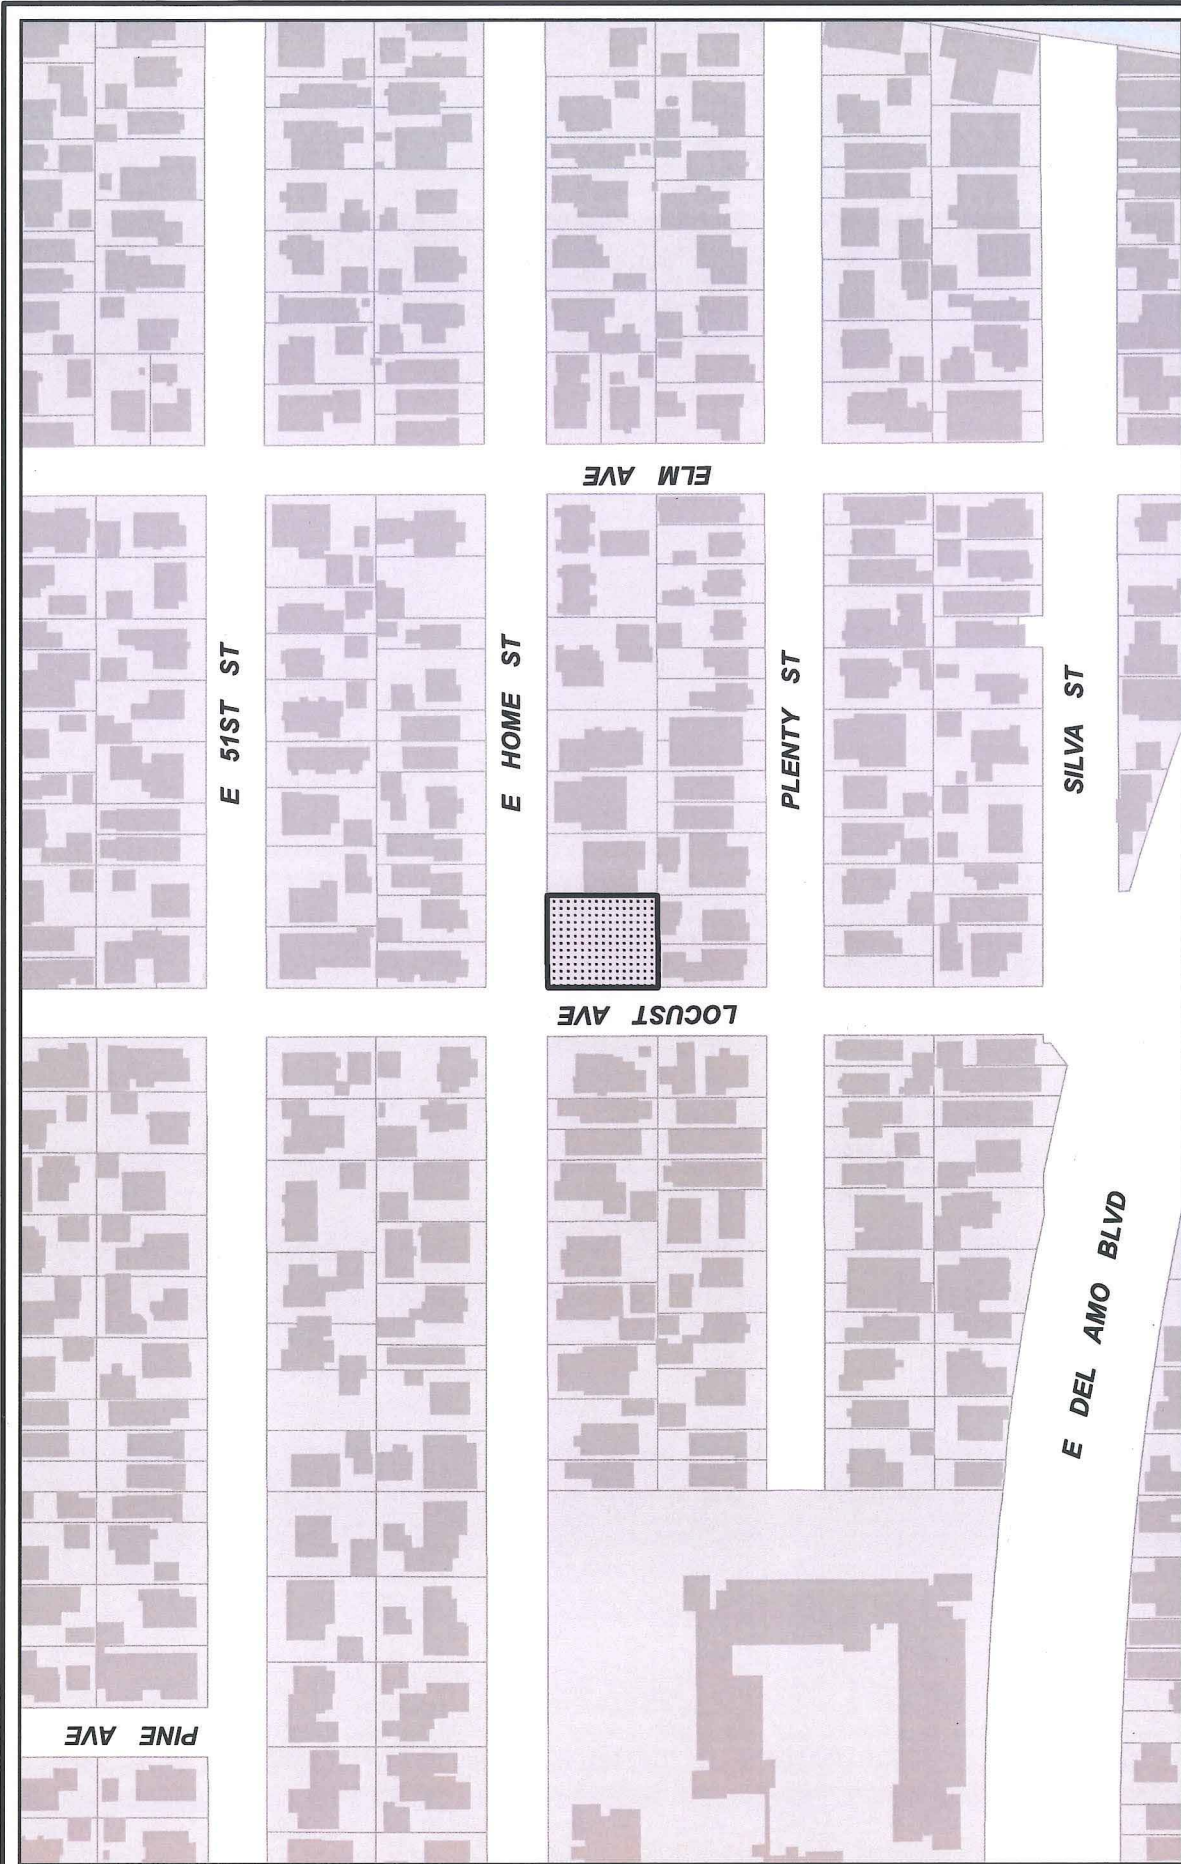 ELM AVE
E 51ST ST
E HOME ST
PLENTY ST
SILVA ST
LOCUST AVE
E DEL AMO BLVD
PINE AVE